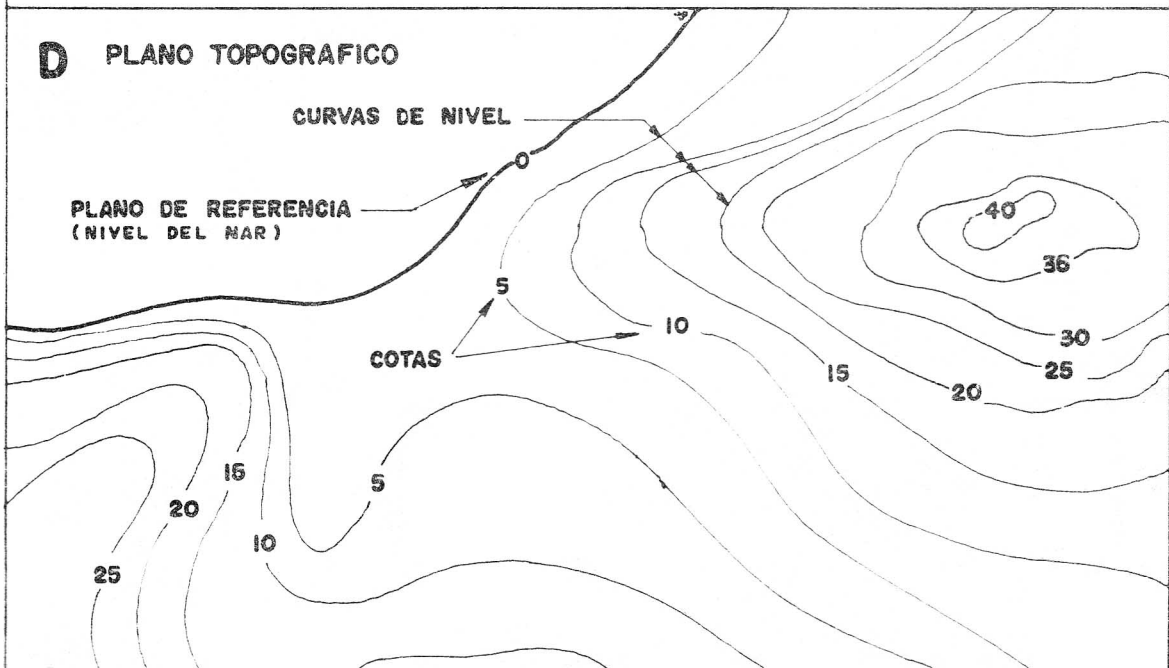 D PLANO TOPOGRAFICO
CURVAS DE NIVEL
0
PLANO DE REFERENCIA
(NIVEL DEL MAR)
40
36
5
10
30
COTAS
15
25
20
15
5
20
10
25